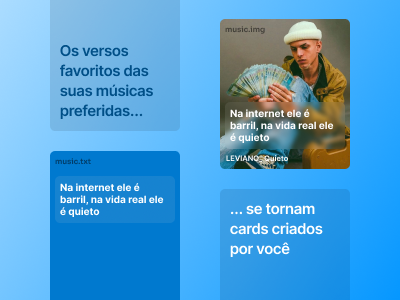 Os versos
favoritos das
suas músicas
preferidas...
music.txt
Na internet ele é
barril, na vida real ele
é quieto
music.img
Na internet ele é
barril, na vida real ele
é quieto
LEVIANO - Quieto
... se tornam
cards criados
por você